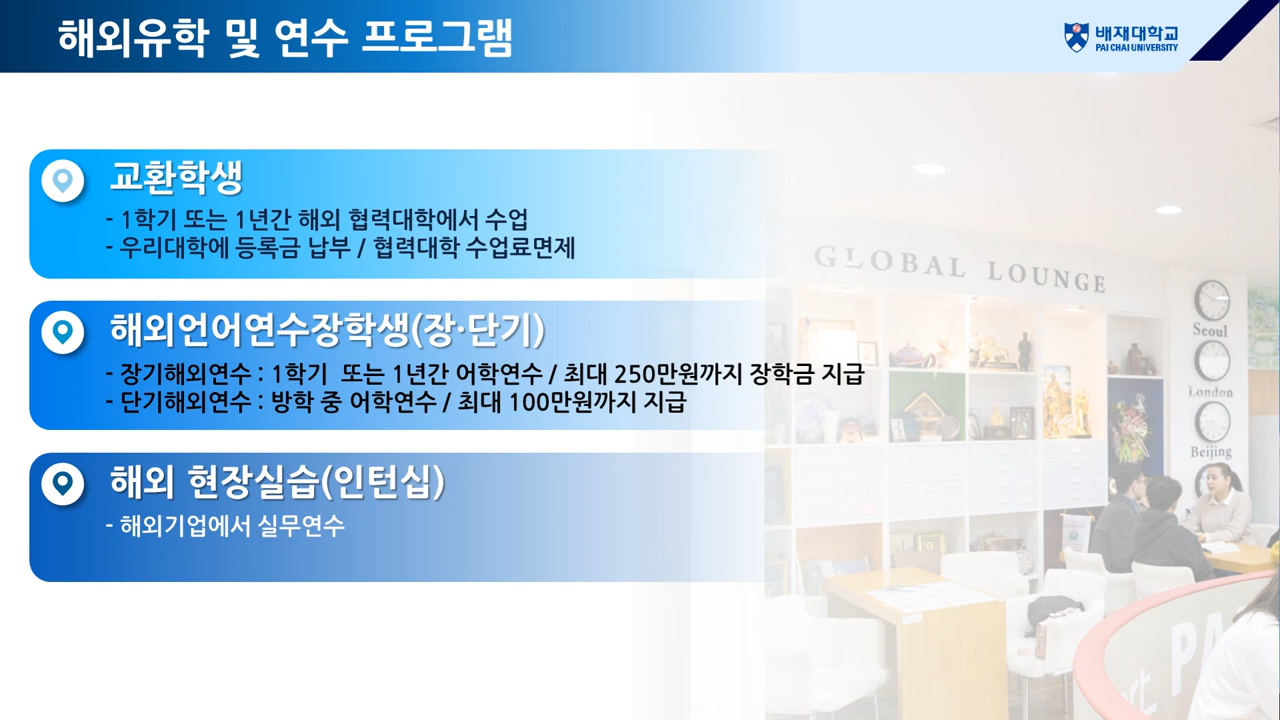 해외유학 및 연수 프로그램
배재대학교
PAI CHAI UNIVERSITY
교환학생
- 1학기 또는 1년간 해외 협력대학에서 수업
- 우리대학에 등록금 납부 / 협력대학 수업료면제
해외언어연수장학생(장·단기)
- 장기해외연수 : 1학기 또는 1년간 어학연수 / 최대 250만원까지 장학금 지급
- 단기해외연수 : 방학 중 어학연수 / 최대 100만원까지 지급
해외 현장실습(인턴십)
- 해외기업에서 실무연수
GLOBAL LOUNGE
Seoul
London
Beijing